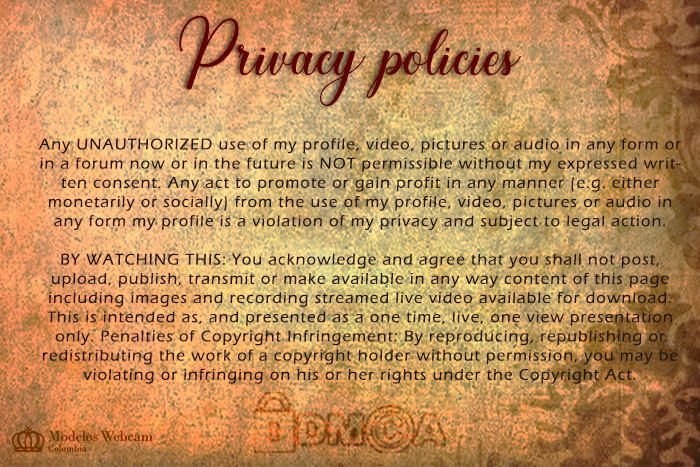 Privacy policies
Any UNAUTHORIZED use of my profile, video, pictures or audio in any form or
in a forum now or in the future is NOT permissible without my expressed writ-
ten consent. Any act to promote or gain profit in any manner (e.g. either
monetarily or socially) from the use of my profile, video, pictures or audio in
any form my profile is a violation of my privacy and subject to legal action.
BY WATCHING THIS: You acknowledge and agree that you shall not post,
upload, publish, transmit or make available in any way content of this page
including images and recording streamed live video available for download.
This is intended as, and presented as a one time, live, one view presentation
only. Penalties of Copyright Infringement: By reproducing, republishing or
redistributing the work of a copyright holder without permission, you may be
violating or infringing on his or her rights under the Copyright Act.
DMCA
Modelos Webcam
Colombia